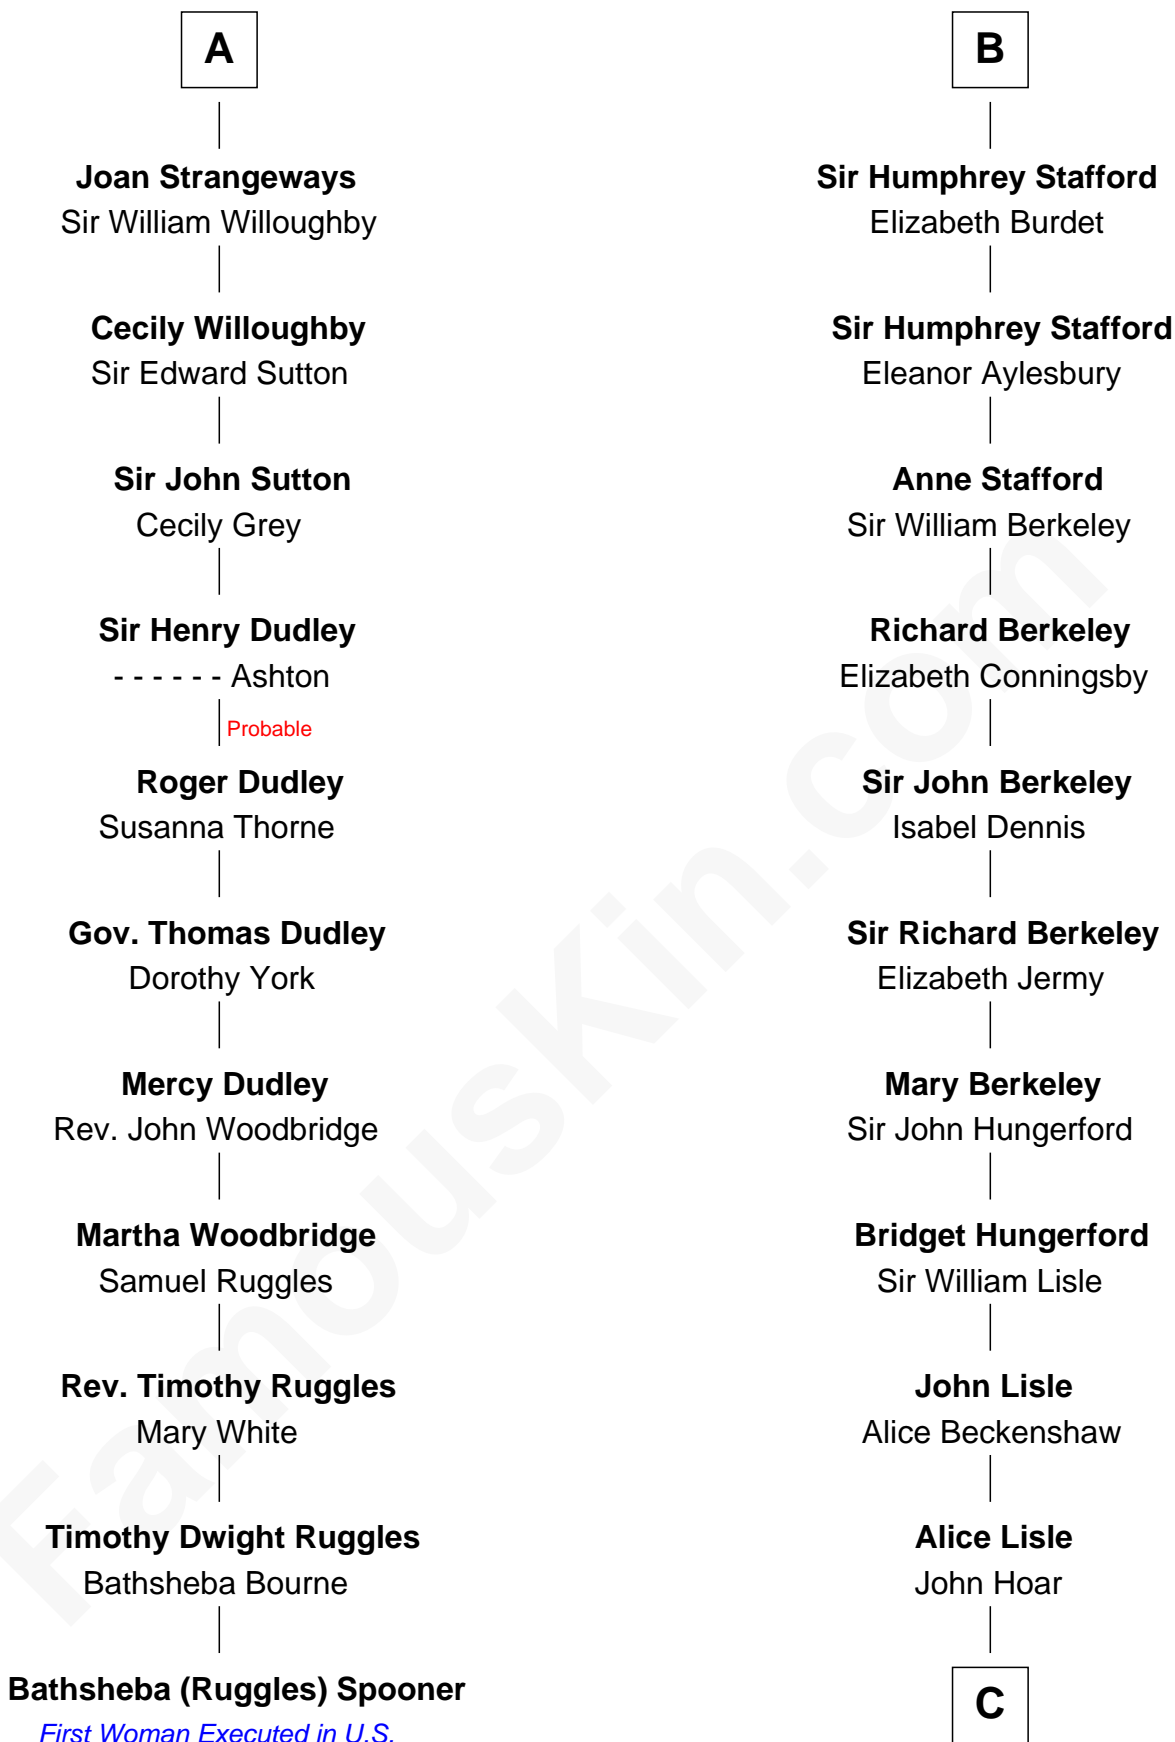 A
Joan Strangeways
Sir William Willoughby
Cecily Willoughby
Sir Edward Sutton
Sir John Sutton
Cecily Grey
Sir Henry Dudley
- - - - - - Ashton
Probable
Roger Dudley
Susanna Thorne
Gov. Thomas Dudley
Dorothy York
Mercy Dudley
Rev. John Woodbridge
Martha Woodbridge
Samuel Ruggles
Rev. Timothy Ruggles
Mary White
Timothy Dwight Ruggles
Bathsheba Bourne
Bathsheba (Ruggles) Spooner
First Woman Executed in U.S.
B
Sir Humphrey Stafford
Elizabeth Burdet
Sir Humphrey Stafford
Eleanor Aylesbury
Anne Stafford
Sir William Berkeley
Richard Berkeley
Elizabeth Conningsby
Sir John Berkeley
Isabel Dennis
Sir Richard Berkeley
Elizabeth Jermy
Mary Berkeley
Sir John Hungerford
Bridget Hungerford
Sir William Lisle
John Lisle
Alice Beckenshaw
Alice Lisle
John Hoar
C
FamousKin.com